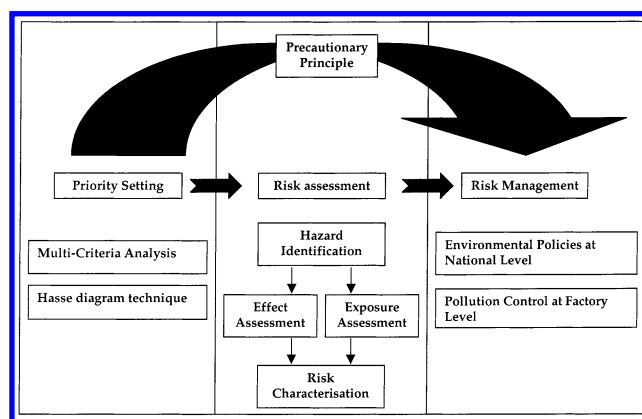 Precautionary
Principle
Priority Setting
Risk assessment
Risk Management
Multi-Criteria Analysis
Hasse diagram technique
Hazard
Identification
Effect
Assessment
Exposure
Assessment
Risk
Characterisation
Environmental Policies at
National Level
Pollution Control at Factory
Level